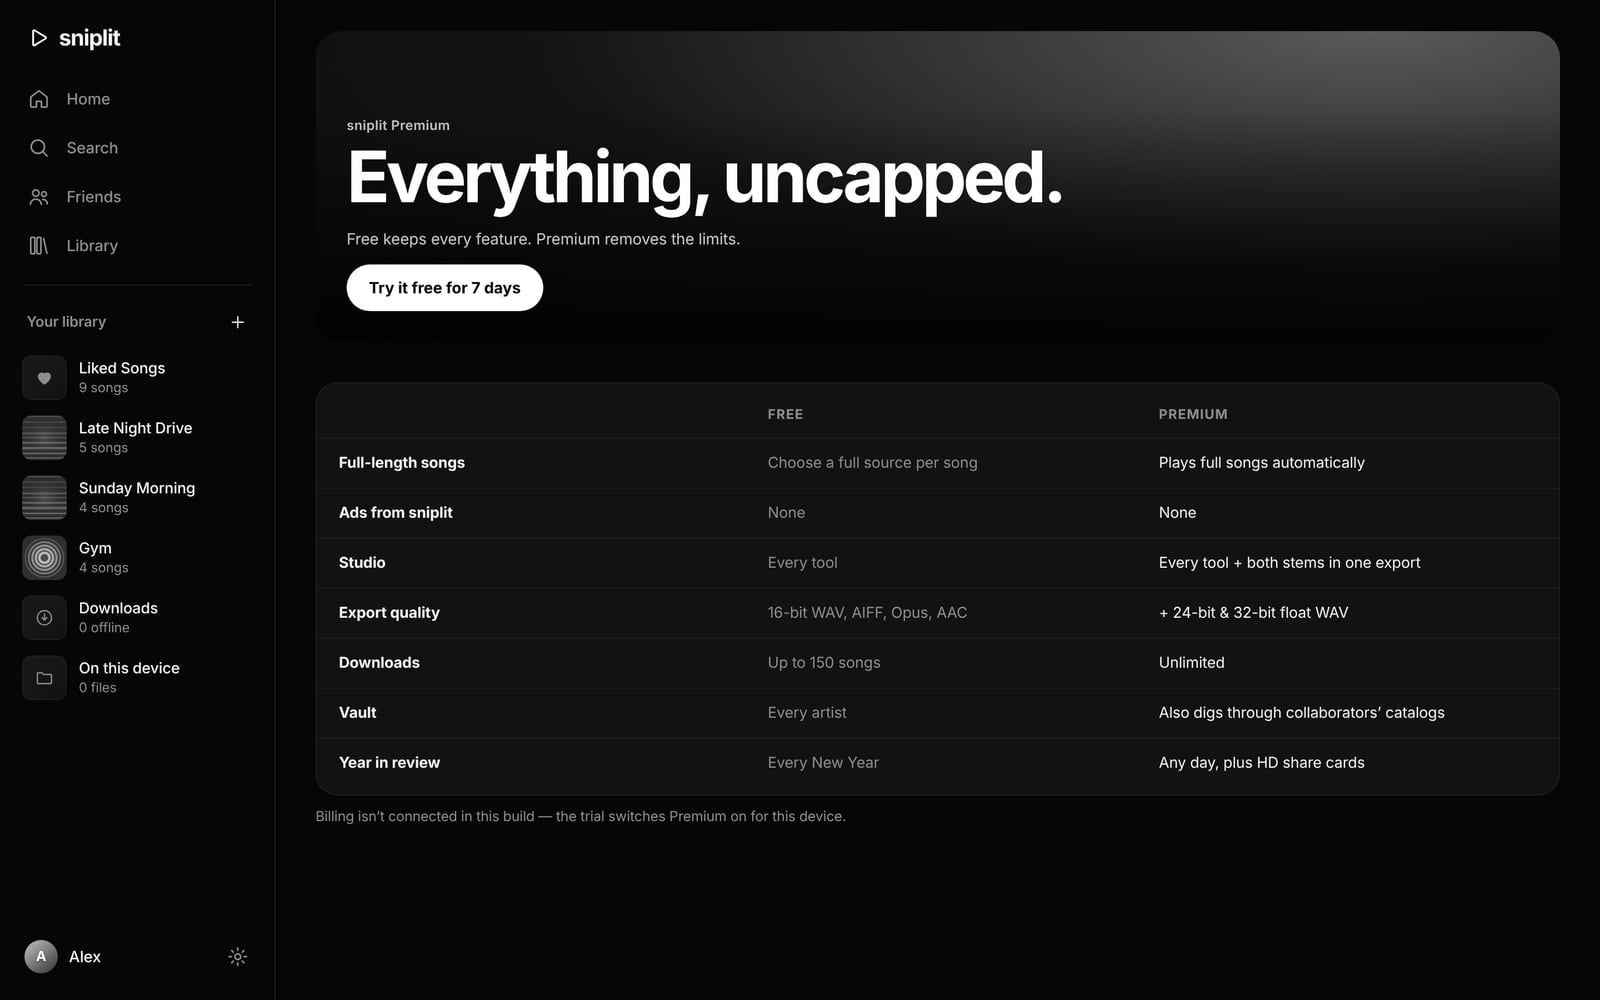 sniplit
Home
Search
Friends
Library
Your library
Liked Songs
9 songs
Late Night Drive
5 songs
Sunday Morning
4 songs
Gym
4 songs
Downloads
0 offline
On this device
0 files
A
Alex
sniplit Premium
Everything, uncapped.
Free keeps every feature. Premium removes the limits.
Try it free for 7 days
FREE PREMIUM
Full-length songs Choose a full source per song Plays full songs automatically
Ads from sniplit None None
Studio Every tool Every tool + both stems in one export
Export quality 16-bit WAV, AIFF, Opus, AAC + 24-bit & 32-bit float WAV
Downloads Up to 150 songs Unlimited
Vault Every artist Also digs through collaborators’ catalogs
Year in review Every New Year Any day, plus HD share cards
Billing isn’t connected in this build — the trial switches Premium on for this device.